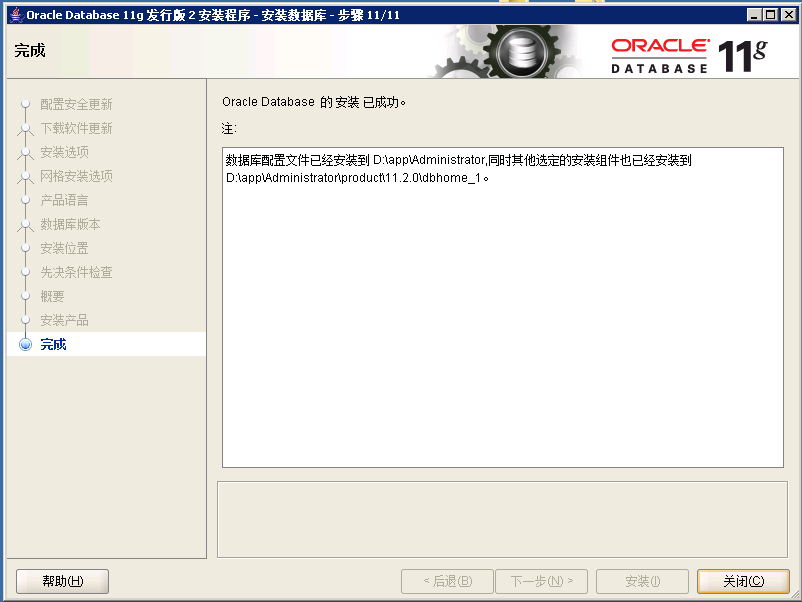 Oracle Database 11g 发行版 2 安装程序 - 安装数据库 - 步骤 11/11
完成
ORACLE
DATABASE 11g
配置安全更新
下载软件更新
安装选项
网格安装选项
产品语言
数据库版本
安装位置
先决条件检查
概要
安装产品
完成
Oracle Database 的 安装 已成功。
注:
数据库配置文件已经安装到 D:\app\Administrator,同时其他选定的安装组件也已经安装到
D:\app\Administrator\product\11.2.0\dbhome_1。
帮助(H)
< 后退(B)
下一步(N) >
安装(I)
关闭(C)